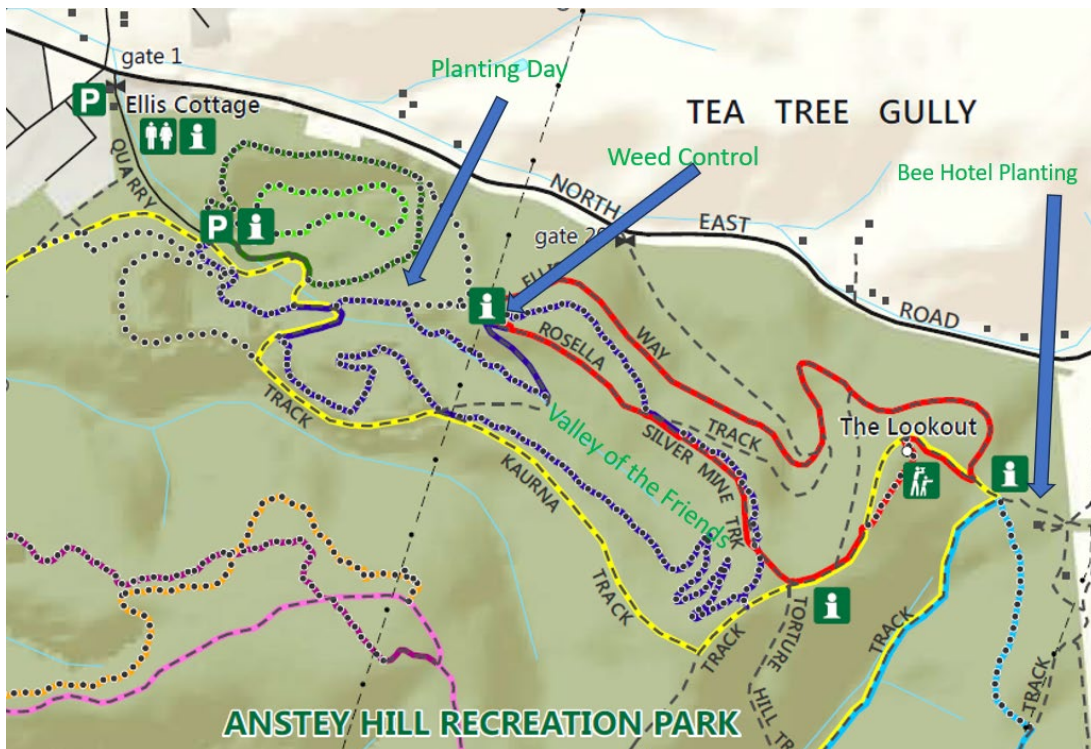 gate 1
Planting Day
P
Ellis Cottage
TEA TREE GULLY
Weed Control
Bee Hotel Planting
QUARRY
NORTH EAST ROAD
P
gate
ELLIS WAY TRACK
ROSELLA
SILVER MINE TRK
TRACK
The Lookout
KAURNA TRACK
Valley of the Friends
TRACK
TORTURE HILL
TRACK
TRACK
ANSTEY HILL RECREATION PARK